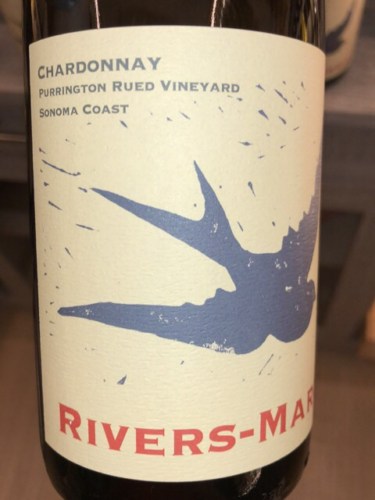 CHARDONNAY
PURRINGTON RUED VINEYARD
SONOMA COAST
RIVERS-MAR